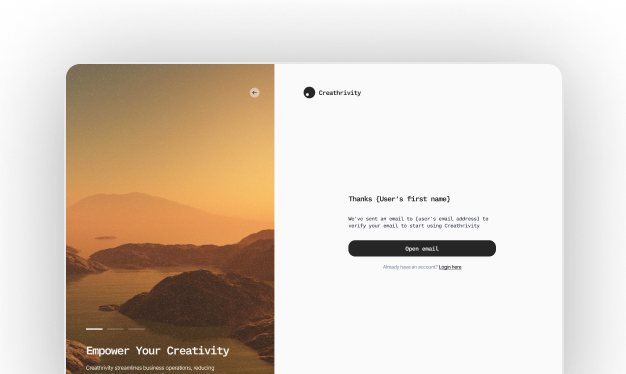 Creathrivity
Thanks {User's first name}
We've sent an email to {user's email address} to
verify your email to start using Creathrivity
Open email
Already have an account? Login here
Empower Your Creativity
Creathrivity streamlines business operations, reducing